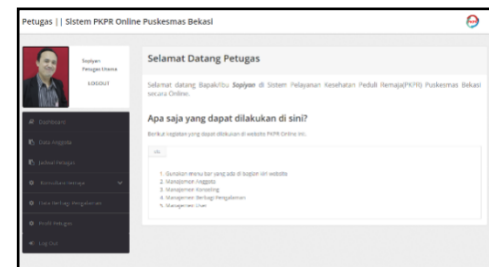 Petugas || Sistem PKPR Online Puskesmas Bekasi
Sopiyan
Petugas Utama
LOGOUT
Dashboard
Data Anggota
Jadwal Petugas
Konsultasi Remaja
Data Berbagi Pengalaman
Profil Petugas
Log Out
Selamat Datang Petugas
Selamat datang Bapak/Ibu Sopiyan di Sistem Pelayanan Kesehatan Peduli Remaja(PKPR) Puskesmas Bekasi
secara Online.
Apa saja yang dapat dilakukan di sini?
Berikut kegiatan yang dapat dilakukan di website PKPR Online ini.
1. Gunakan menu bar yang ada di bagian kiri website
2. Manajemen Anggota
3. Manajemen Konseling
4. Manajemen Berbagi Pengalaman
5. Manajemen User